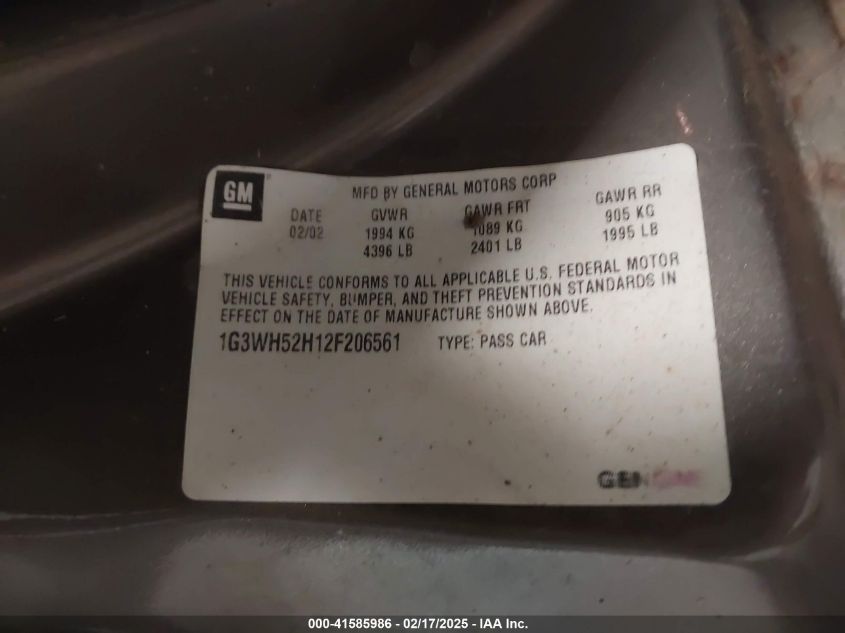 GM
MFD BY GENERAL MOTORS CORP
DATE GVWR GAWR FRT GAWR RR
02/02 1994 KG 1089 KG 905 KG
4396 LB 2401 LB 1995 LB
THIS VEHICLE CONFORMS TO ALL APPLICABLE U.S. FEDERAL MOTOR
VEHICLE SAFETY, BUMPER, AND THEFT PREVENTION STANDARDS IN
EFFECT ON THE DATE OF MANUFACTURE SHOWN ABOVE.
1G3WH52H12F206561 TYPE: PASS CAR
GENUINE
000-41585986 - 02/17/2025 - IAA Inc.